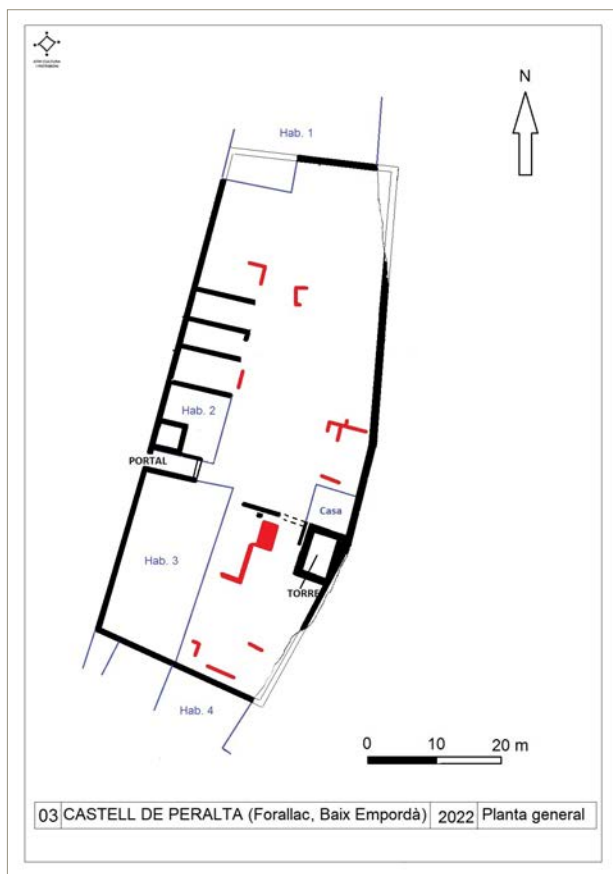 N
Hab. 1
Hab. 2
PORTAL
Casa
Hab. 3
TORRE
Hab. 4
0 10 20 m
03 CASTELL DE PERALTA (Forallac, Baix Empordà) 2022 Planta general